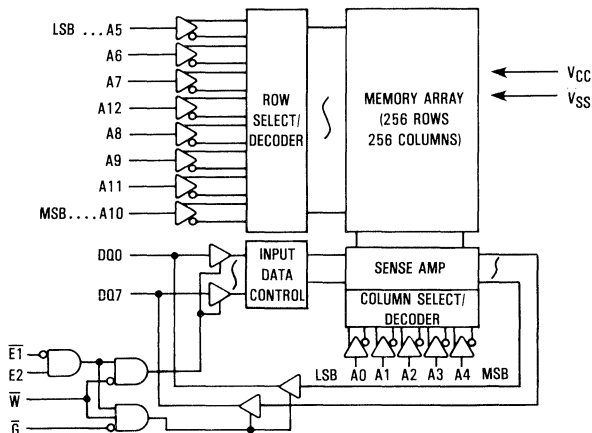 LSB ... A5
A6
A7
A12
A8
A9
A11
MSB.... A10
ROW
SELECT/
DECODER
MEMORY ARRAY
(256 ROWS
256 COLUMNS)
VCC
VSS
DQ0
DQ7
INPUT
DATA
CONTROL
SENSE AMP
COLUMN SELECT/
DECODER
LSB A0 A1 A2 A3 A4 MSB
E1
E2
W
G